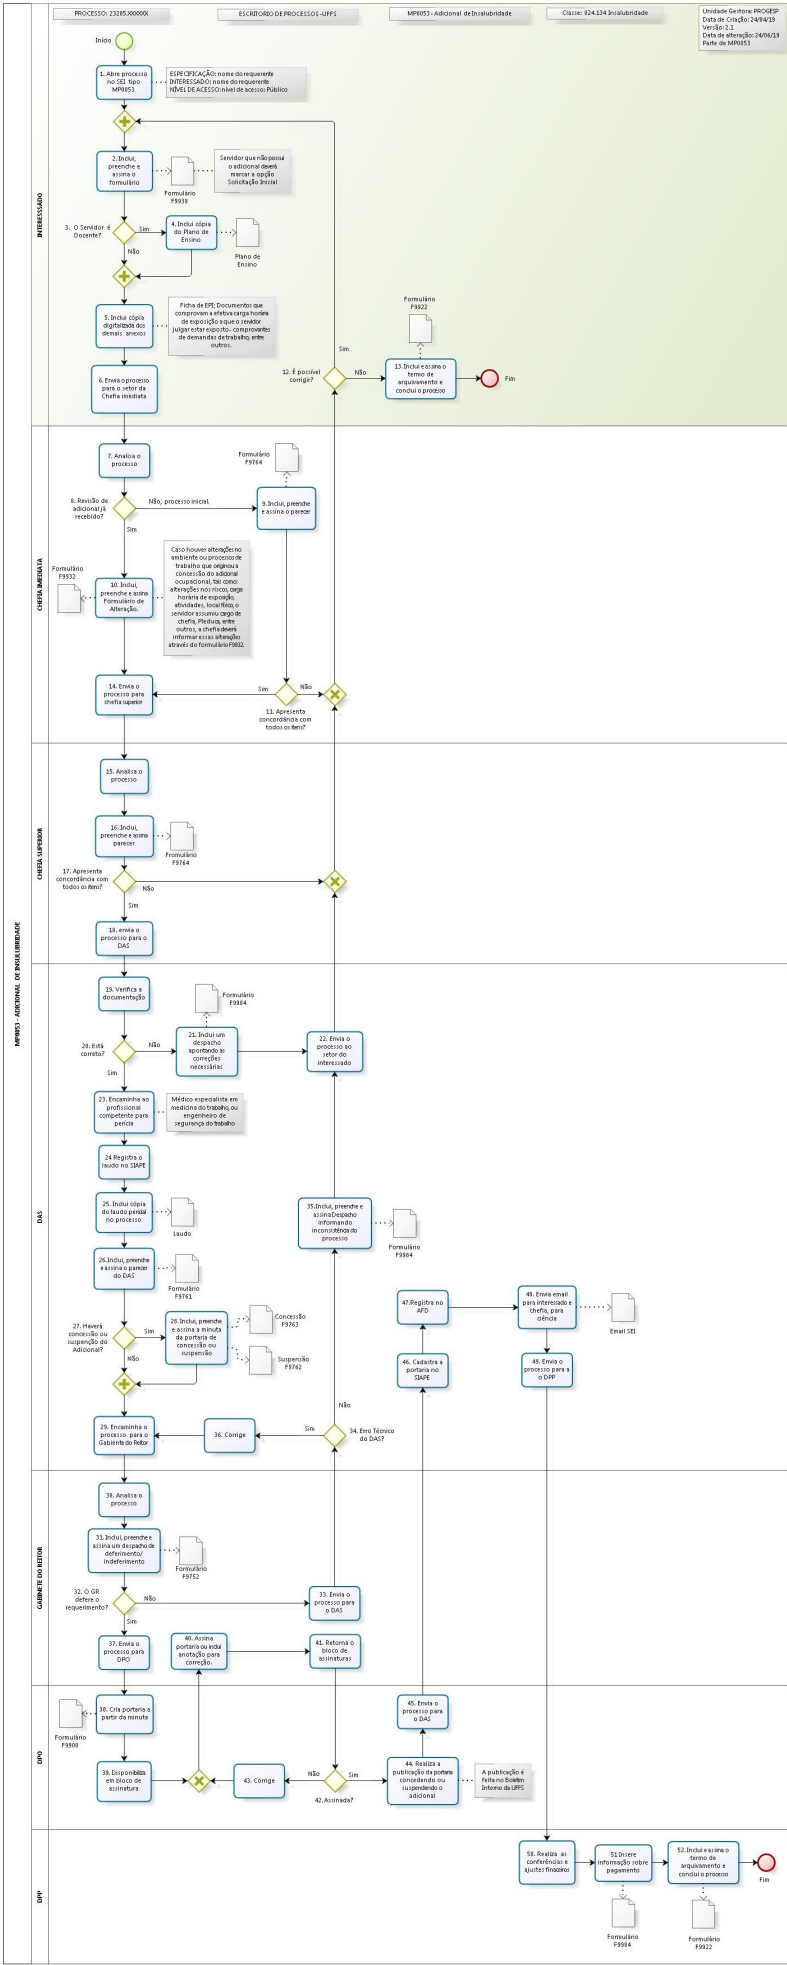 PROCESSO: 23205.XXXXXX
ESCRITORIO DE PROCESSOS -UFFS
MP0053 - Adicional de Insalubridade
Classe: 024.134 Insalubridade
Unidade Gestora: PROGESP
Data de Criação: 24/04/19
Versão: 2.1
Data de alteração: 24/06/19
Parte de MP0053
MP0053 - ADICIONAL DE INSULUBRIDADE
INTERESSADO
Início
1. Abre processo
no SEI tipo
MP0053
ESPECIFICAÇÃO: nome do requerente
INTERESSADO: nome do requerente
NÍVEL DE ACESSO: nível de acesso: Público
2. Inclui,
preenche e
assina o
formulário
Formulário
F9938
Servidor que não possui
o adicional deverá
marcar a opção
Solicitação Inicial
3. O Servidor é
Docente?
Sim
Não
4. Inclui cópia
do Plano de
Ensino
Plano de
Ensino
5. Inclui cópia
digitalizada dos
demais anexos
Ficha de EPI; Documentos que
comprovam a efetiva carga horária
de exposição a que o servidor
julgar estar exposto - comprovantes
de demandas de trabalho, entre
outros.
6. Envia o processo
para o setor da
Chefia imediata
Sim
12. É possível
corrigir?
Não
Formulário
F9922
13. Inclui e assina o
termo de
arquivamento e
conclui o processo
Fim
CHEFIA IMEDIATA
7. Analisa o
processo
8. Revisão de
adicional já
recebido?
Não, processo inicial.
Sim
Formulário
F9764
9.Inclui, preenche
e assina o parecer
Formulário
F9932
10. Inclui,
preenche e assina
Formulário de
Alteração.
Caso houver alterações no
ambiente ou processos de
trabalho que originou a
concessão do adicional
ocupacional, tais como:
alterações nos riscos, carga
horária de exposição,
atividades, local físico, o
servidor assumiu cargo de
chefia, Pleduca, entre
outros, a chefia deverá
informar essas alterações
através do formulário F9932.
14. Envia o
processo para
chefia superior
Sim
Não
11. Apresenta
concordância com
todos os itens?
CHEFIA SUPERIOR
15. Analisa o
processo
16. Inclui,
preenche e assina
parecer
Fromulário
F9764
17. Apresenta
concordância com
todos os itens?
Não
Sim
18. envia o
processo para o
DAS
DAS
19. Verifica a
documentação
20. Está
correto?
Não
Sim
Formulário
F9984
21. Inclui um
despacho
apontando as
correções
necessárias
22. Envia o
processo ao
setor do
interessado
23. Encaminha ao
profissional
competente para
perícia
Médico especialista em
medicina do trabalho, ou
engenheiro de
segurança do trabalho
24 Registra o
laudo no SIAPE
25. Inclui cópia
do laudo pericial
no processo
Laudo
26.Inclui, preenche
e assina o parecer
do DAS
Formulário
F9761
27. Haverá
concessão ou
suspenção do
Adicional?
Sim
Não
28. Inclui, preenche
e assina a minuta
da portaria de
concessão ou
suspensão
Concessão
F9763
Suspensão
F9762
29. Encaminha o
processo para o
Gabiente do Reitor
36. Corrige
Sim
Não
34. Erro Técnico
do DAS?
35.Inclui, preenche e
assina Despacho
informando
inconsistência do
processo
Formulário
F9984
47.Registra no
AFD
46. Cadastra a
portaria no
SIAPE
48. Envia email
para interessado e
chefia, para
ciência
Email SEI
49. Envia o
processo para a
o DPP
GABINETE DO REITOR
30. Analisa o
processo
31.Inclui, preenche e
assina um despacho de
deferimento/
indeferimento
Formulário
F9752
32. O GR
defere o
requerimento?
Não
Sim
33. Envia o
processo para
o DAS
37. Envia o
processo para
DPO
40. Assina
portaria ou inclui
anotação para
correção.
41. Retorna o
bloco de
assinaturas
DPO
38. Cria portaria a
partir da minuta
Formulário
F9900
39. Disponibiliza
em bloco de
assinatura
43. Corrige
Não
Sim
42. Assinada?
45. Envia o
processo para
o DAS
44. Realiza a
publicação da portaria
concedendo ou
suspendendo o
adicional
A publicação é
feita no Boletim
Interno da UFFS
DPP
50. Realiza as
conferências e
ajustes finaceiros
51 Insere
informação sobre
pagamento
52. Inclui e assina o
termo de
arquivamento e
conclui o processo
Fim
Formulário
F9984
Formulário
F9922